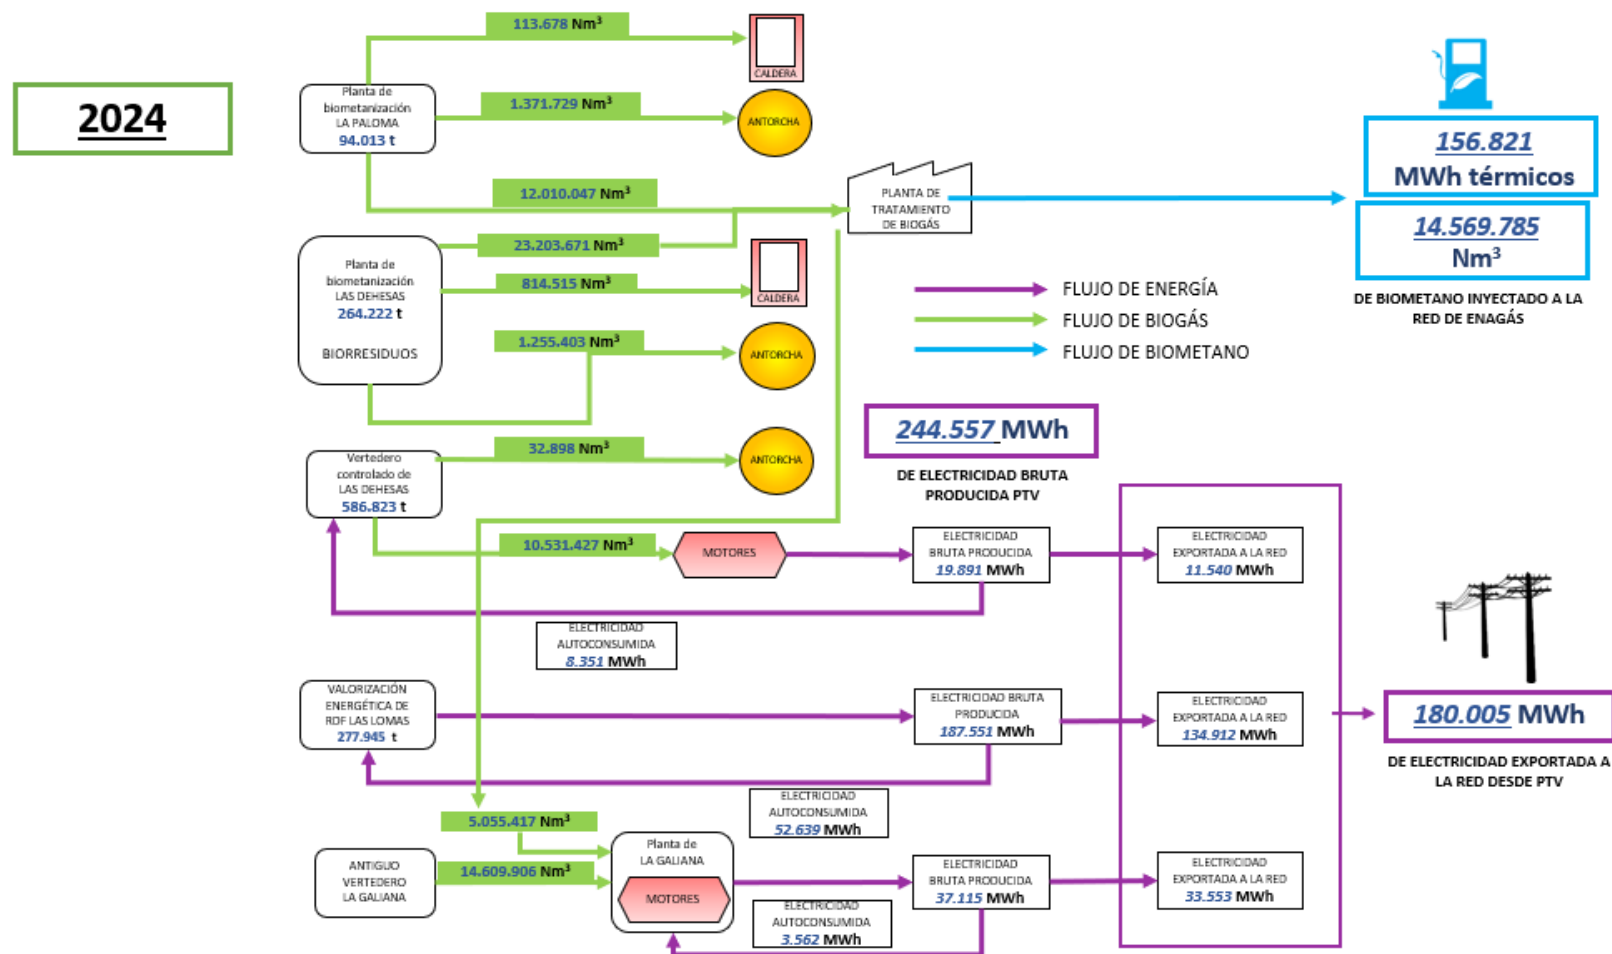 2024
113.678 Nm³
CALDERA
Planta de
biometanización
LA PALOMA
94.013 t
1.371.729 Nm³
ANTORCHA
12.010.047 Nm³
PLANTA DE
TRATAMIENTO
DE BIOGÁS
156.821
MWh térmicos
14.569.785
Nm³
DE BIOMETANO INYECTADO A LA
RED DE ENAGÁS
Planta de
biometanización
LAS DEHESAS
264.222 t
BIORRESIDUOS
23.203.671 Nm³
814.515 Nm³
CALDERA
1.255.403 Nm³
ANTORCHA
FLUJO DE ENERGÍA
FLUJO DE BIOGÁS
FLUJO DE BIOMETANO
244.557 MWh
DE ELECTRICIDAD BRUTA
PRODUCIDA PTV
Vertedero
controlado de
LAS DEHESAS
586.823 t
32.898 Nm³
ANTORCHA
10.531.427 Nm³
MOTORES
ELECTRICIDAD
BRUTA PRODUCIDA
19.891 MWh
ELECTRICIDAD
EXPORTADA A LA RED
11.540 MWh
ELECTRICIDAD
AUTOCONSUMIDA
8.351 MWh
VALORIZACIÓN
ENERGÉTICA DE
RDF LAS LOMAS
277.945 t
ELECTRICIDAD BRUTA
PRODUCIDA
187.551 MWh
ELECTRICIDAD
EXPORTADA A LA RED
134.912 MWh
180.005 MWh
DE ELECTRICIDAD EXPORTADA A
LA RED DESDE PTV
ELECTRICIDAD
AUTOCONSUMIDA
52.639 MWh
5.055.417 Nm³
ANTIGUO
VERTEDERO
LA GALIANA
14.609.906 Nm³
Planta de
LA GALIANA
MOTORES
ELECTRICIDAD
BRUTA PRODUCIDA
37.115 MWh
ELECTRICIDAD
EXPORTADA A LA RED
33.553 MWh
ELECTRICIDAD
AUTOCONSUMIDA
3.562 MWh